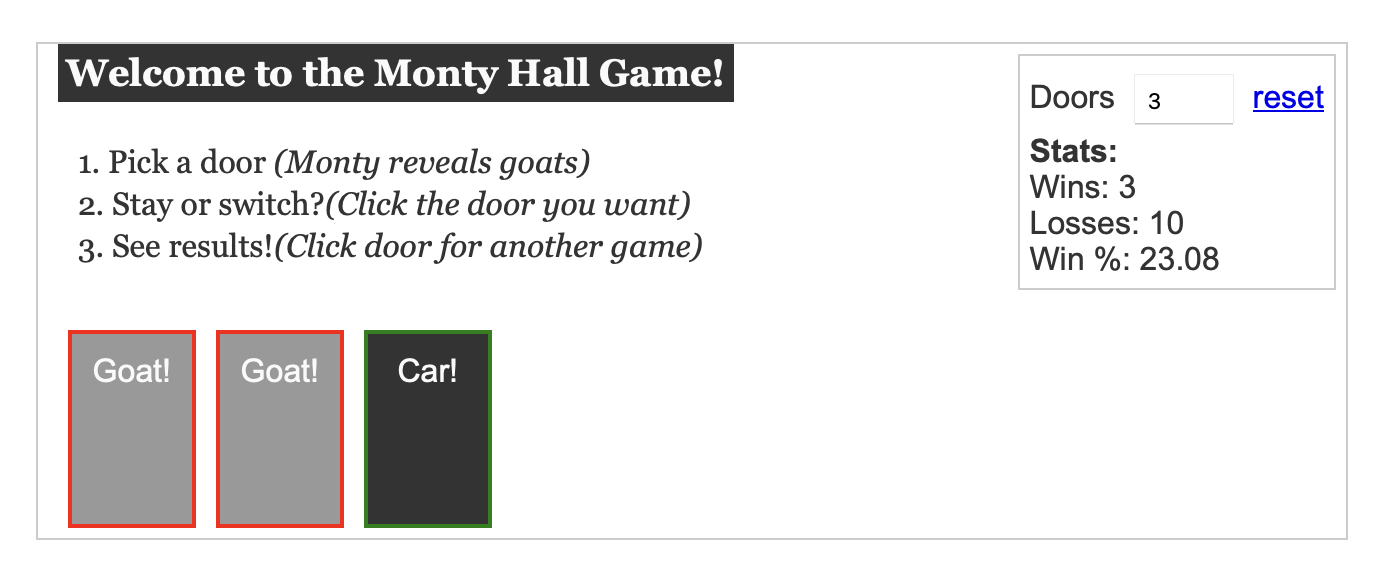 Welcome to the Monty Hall Game!
1. Pick a door (Monty reveals goats)
2. Stay or switch?(Click the door you want)
3. See results!(Click door for another game)
Doors 3 reset
Stats:
Wins: 3
Losses: 10
Win %: 23.08
Goat! Goat! Car!